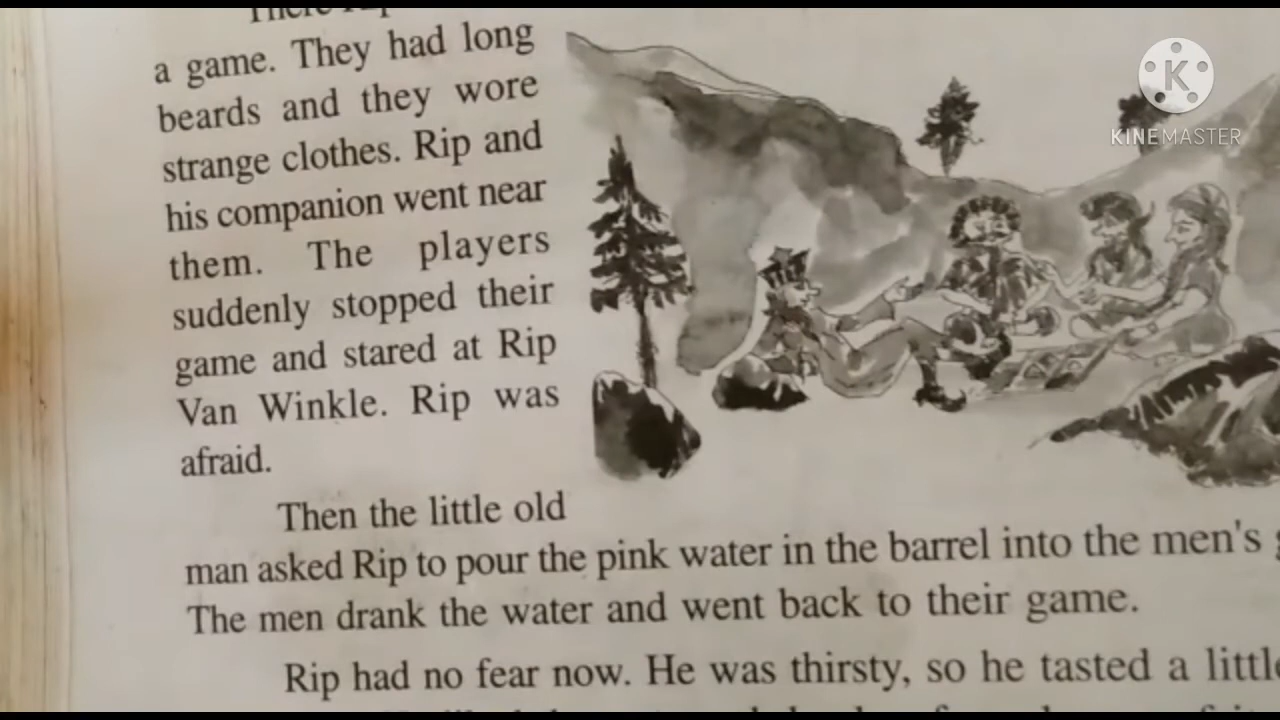 There
a game. They had long
beards and they wore
strange clothes. Rip and
his companion went near
them. The players
suddenly stopped their
game and stared at Rip
Van Winkle. Rip was
afraid.
Then the little old
man asked Rip to pour the pink water in the barrel into the men's
The men drank the water and went back to their game.
Rip had no fear now. He was thirsty, so he tasted a little
K
KINEMASTER